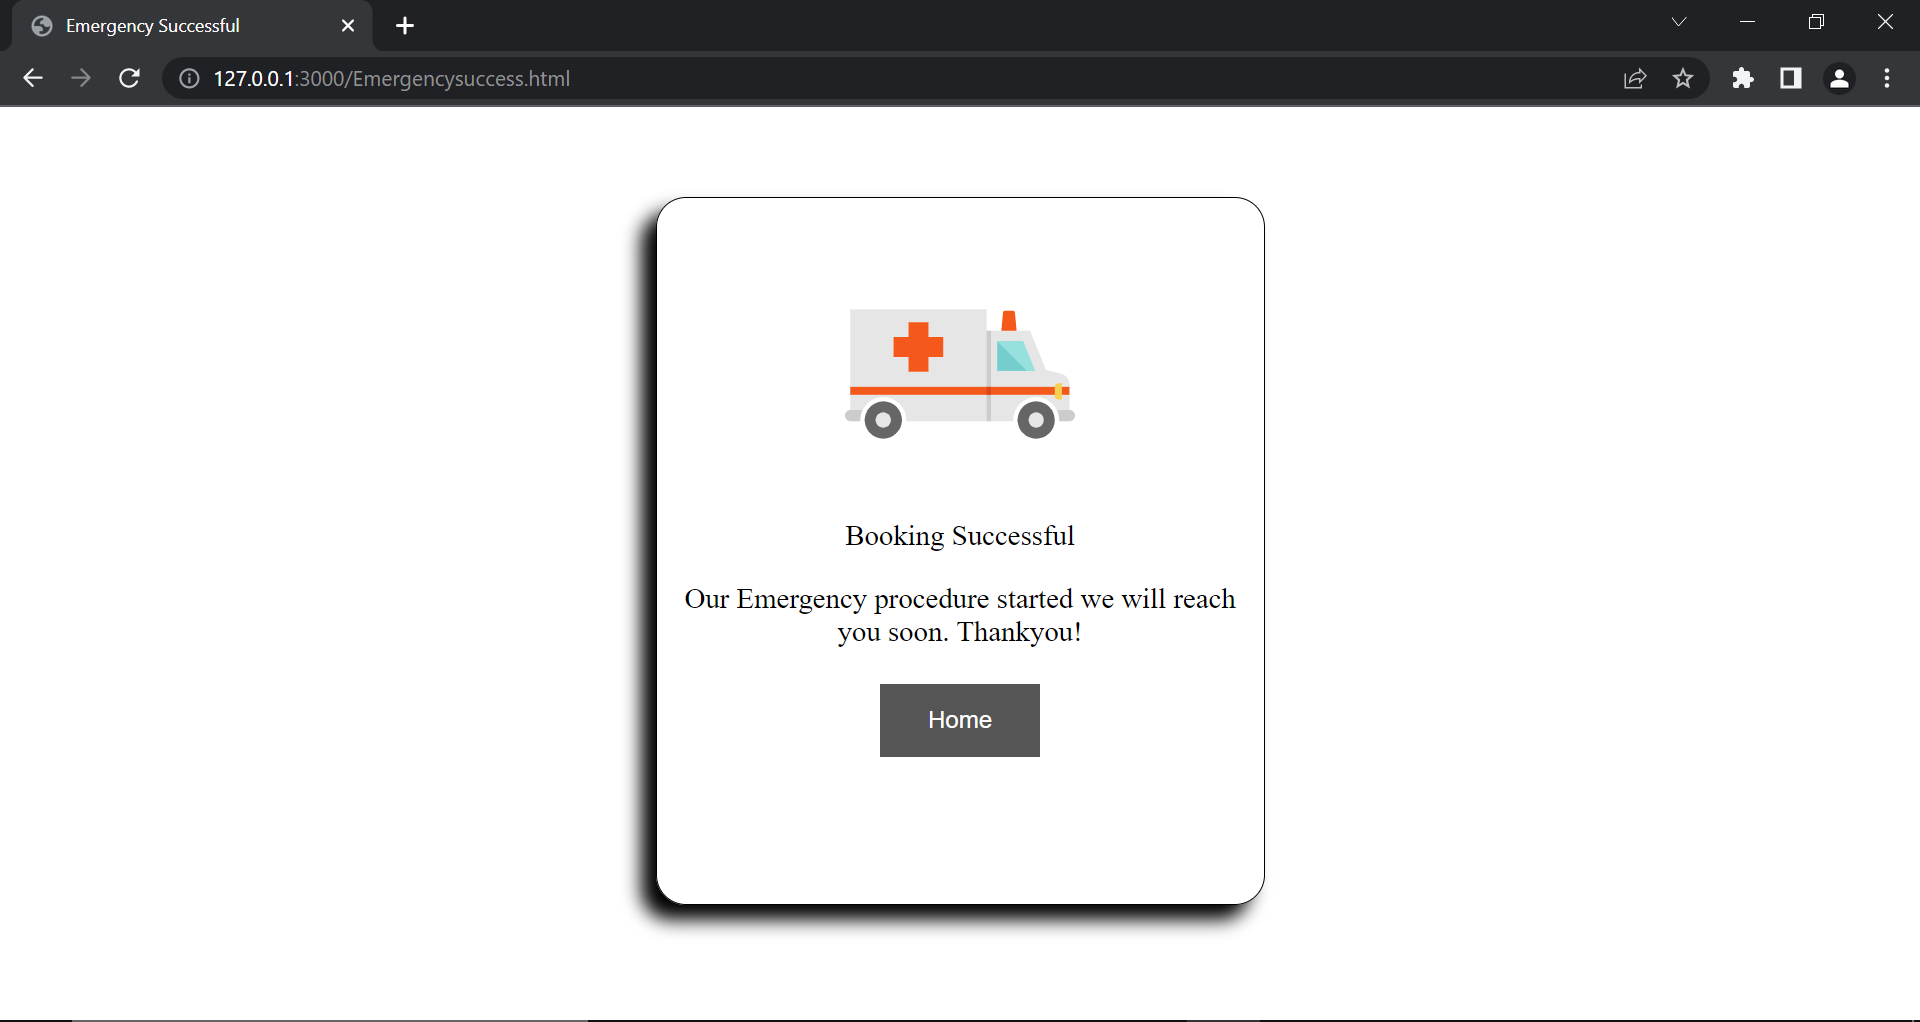 Emergency Successful
127.0.0.1:3000/Emergencysuccess.html
Booking Successful
Our Emergency procedure started we will reach
you soon. Thankyou!
Home